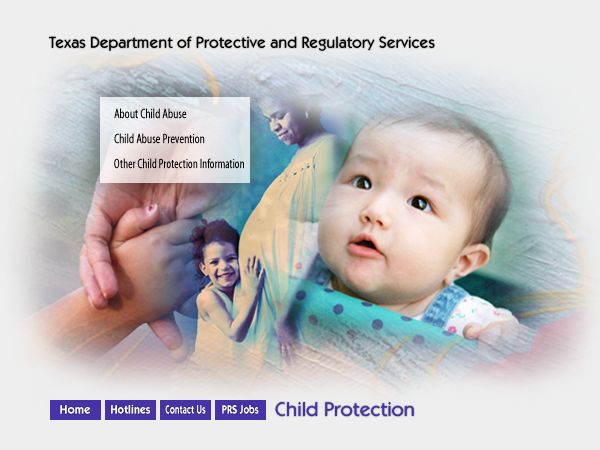 Texas Department of Protective and Regulatory Services
About Child Abuse
Child Abuse Prevention
Other Child Protection Information
Home
Hotlines
Contact Us
PRS Jobs
Child Protection